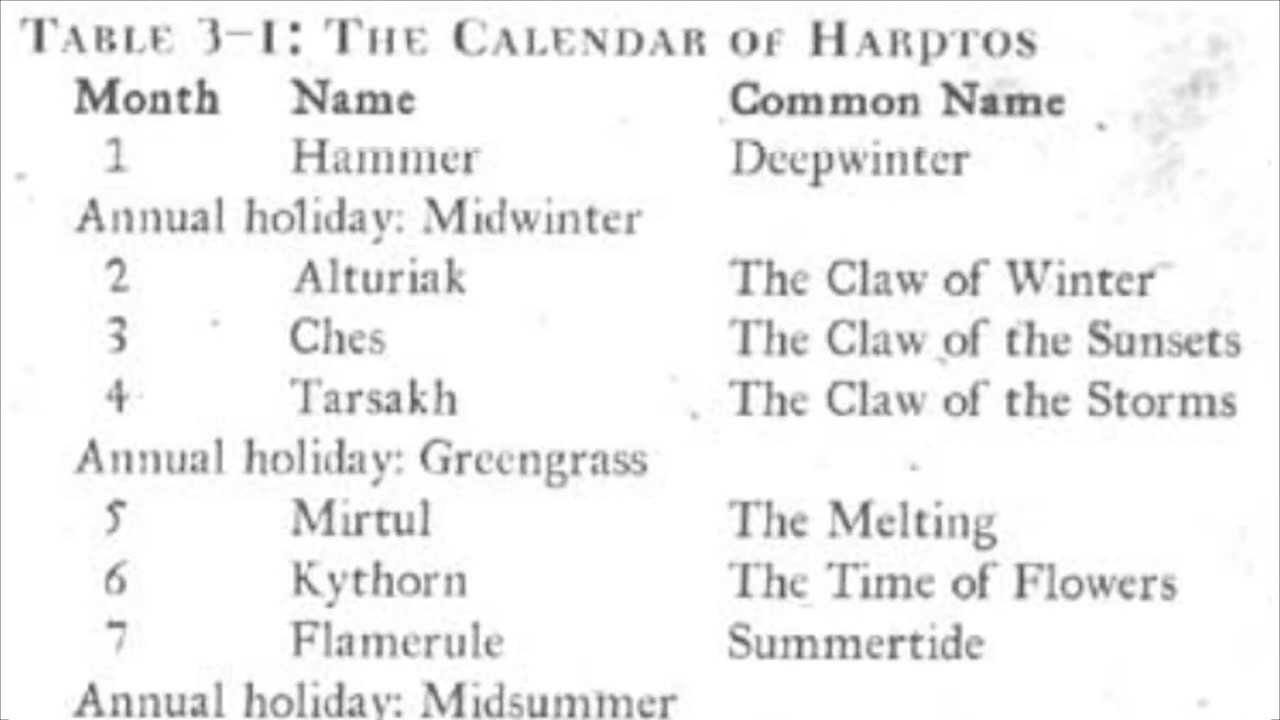 TABLE 3–1: THE CALENDAR OF HARPTOS
Month Name Common Name
1 Hammer Deepwinter
Annual holiday: Midwinter
2 Alturiak The Claw of Winter
3 Ches The Claw of the Sunsets
4 Tarsakh The Claw of the Storms
Annual holiday: Greengrass
5 Mirtul The Melting
6 Kythorn The Time of Flowers
7 Flamerule Summertide
Annual holiday: Midsummer